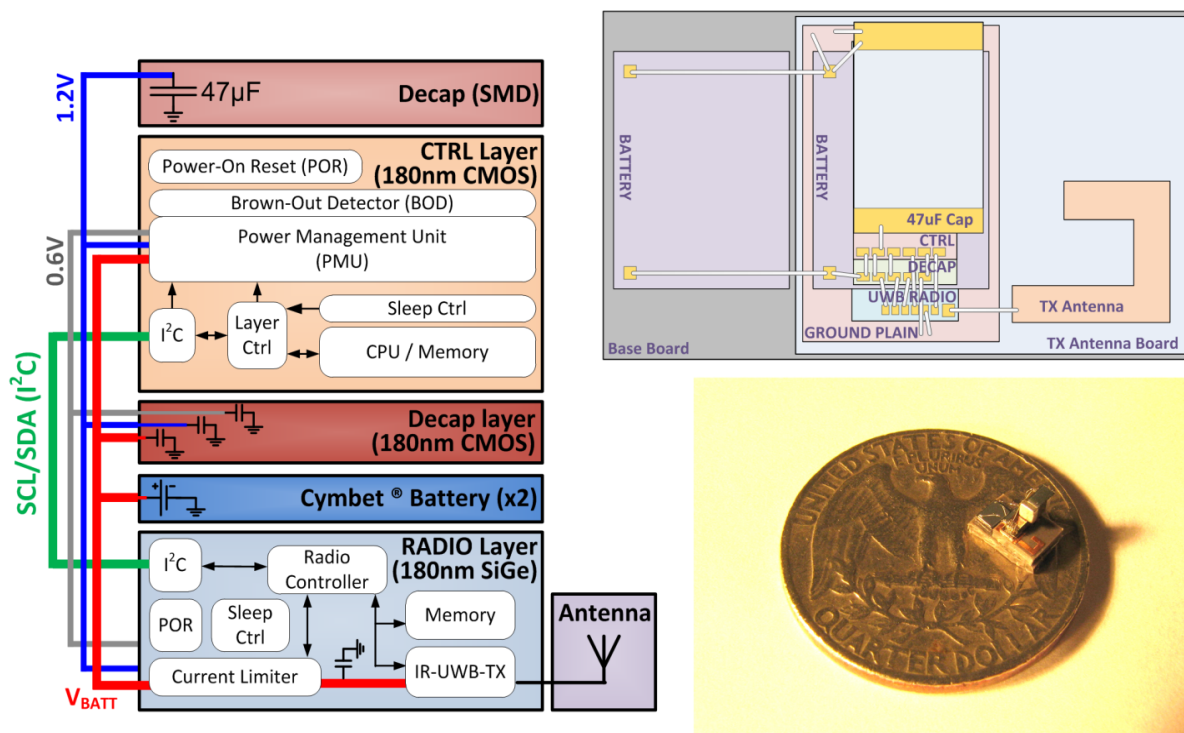 1.2V
0.6V
SCL/SDA (I²C)
V_BATT
47µF
Decap (SMD)
CTRL Layer
(180nm CMOS)
Power-On Reset (POR)
Brown-Out Detector (BOD)
Power Management Unit
(PMU)
I²C
Layer
Ctrl
Sleep Ctrl
CPU / Memory
Decap layer
(180nm CMOS)
+ -
Cymbet ® Battery (x2)
RADIO Layer
(180nm SiGe)
I²C
Radio
Controller
POR
Sleep
Ctrl
Memory
Current Limiter
IR-UWB-TX
Antenna
BATTERY
BATTERY
47uF Cap
CTRL
DECAP
UWB RADIO
GROUND PLAIN
TX Antenna
Base Board
TX Antenna Board
UNITED STATES OF AMERICA
E PLURIBUS
UNUM
QUARTER DOLLAR